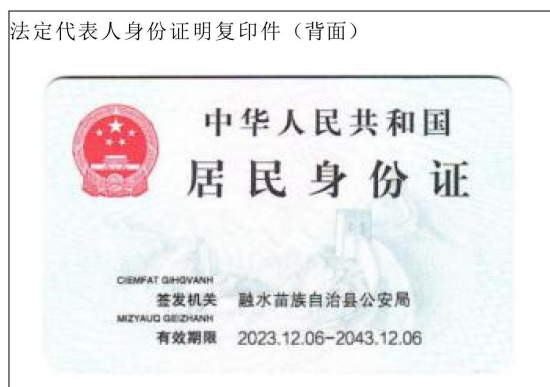 法定代表人身份证明复印件（背面）
中华人民共和国
居民身份证
CIEMFAT GIHGVANH
签发机关 融水苗族自治县公安局
MIZYAUQ GEIZHANH
有效期限 2023.12.06-2043.12.06